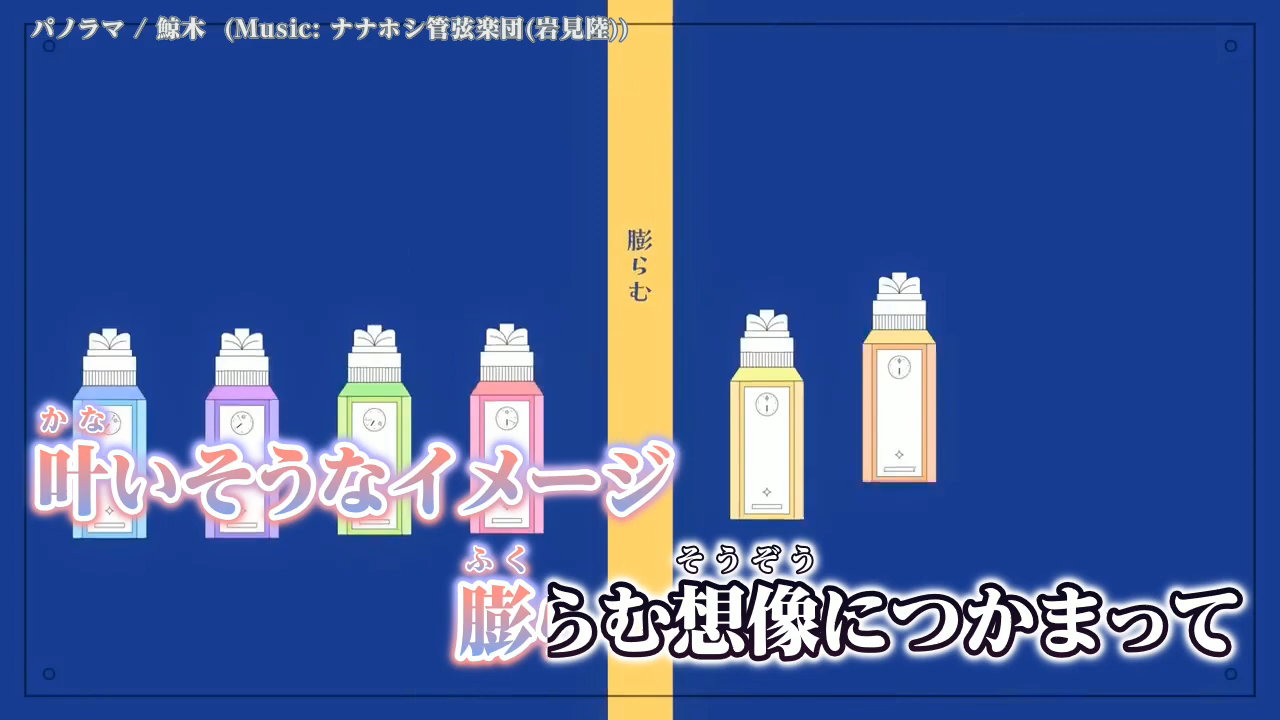 パノラマ / 鯨木 (Music: ナナホシ管弦楽団(岩見陸))
膨らむ
かな
叶いそうなイメージ
ふく そうぞう
膨らむ想像につかまって